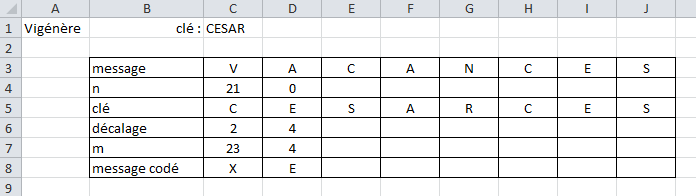 A B C D E F G H I J
1 Vigénère clé : CESAR
2
3 message V A C A N C E S
4 n 21 0
5 clé C E S A R C E S
6 décalage 2 4
7 m 23 4
8 message codé X E
9